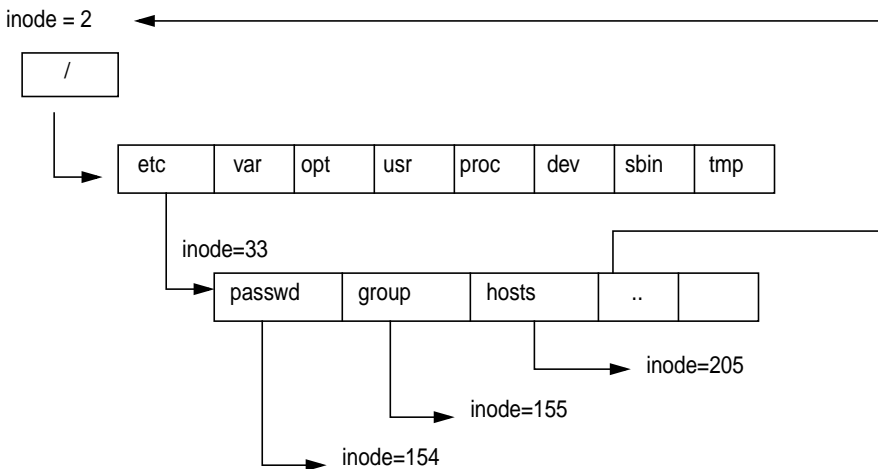 inode = 2
/
etc var opt usr proc dev sbin tmp
inode=33
passwd group hosts ..
inode=205
inode=155
inode=154